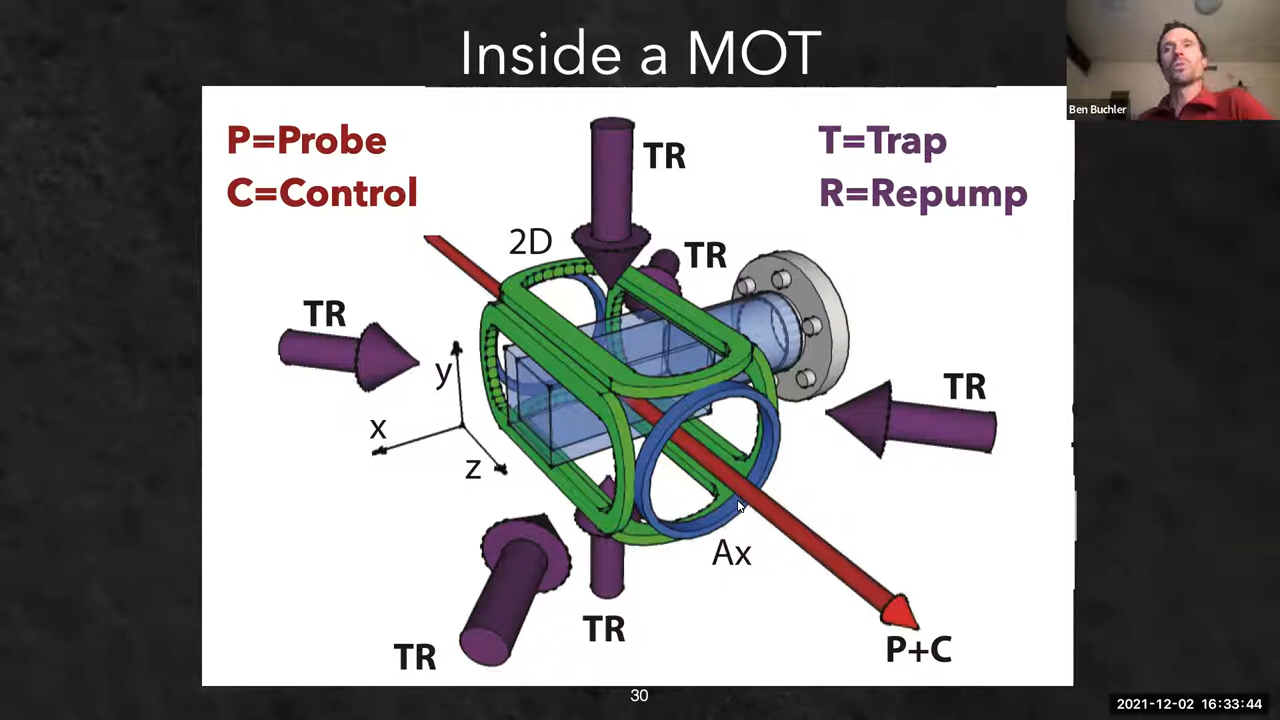 Inside a MOT
Ben Buchler
P=Probe
C=Control
T=Trap
R=Repump
TR
2D
TR
TR
y
x
z
TR
Ax
TR
TR
P+C
30
2021-12-02 16:33:44